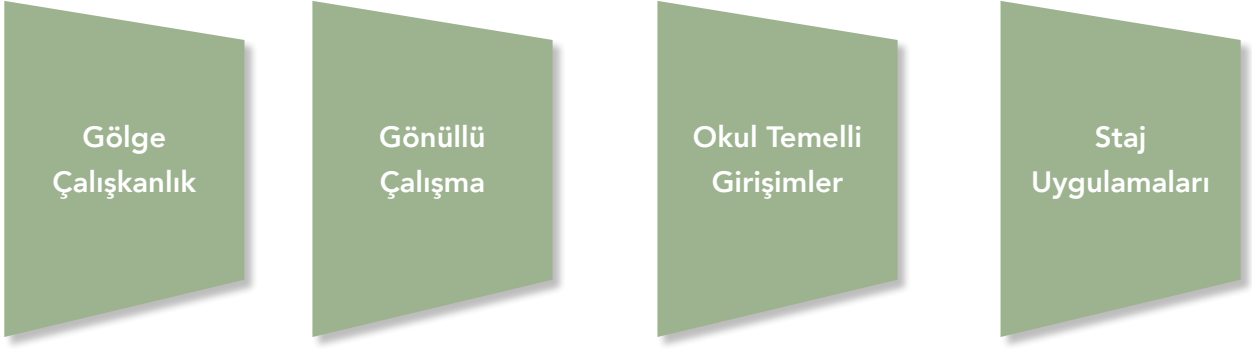 Gölge
Çalışkanlık
Gönüllü
Çalışma
Okul Temelli
Girişimler
Staj
Uygulamaları